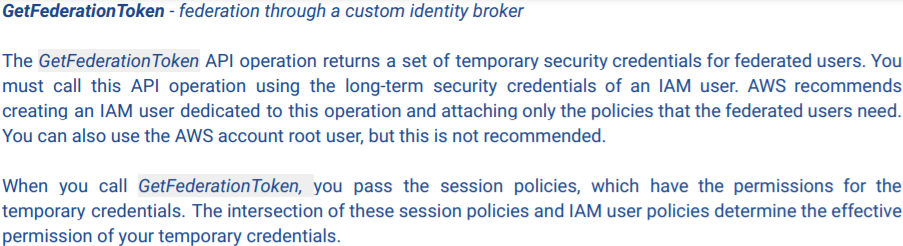 GetFederationToken - federation through a custom identity broker
The GetFederationToken API operation returns a set of temporary security credentials for federated users. You
must call this API operation using the long-term security credentials of an IAM user. AWS recommends
creating an IAM user dedicated to this operation and attaching only the policies that the federated users need.
You can also use the AWS account root user, but this is not recommended.
When you call GetFederationToken, you pass the session policies, which have the permissions for the
temporary credentials. The intersection of these session policies and IAM user policies determine the effective
permission of your temporary credentials.